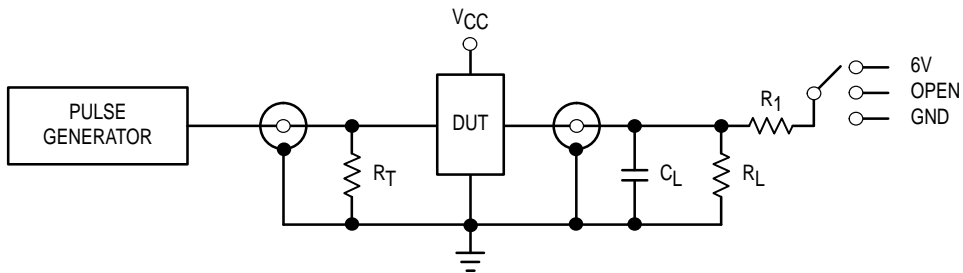 VCC
PULSE
GENERATOR
DUT
RT
CL
RL
R1
6V
OPEN
GND